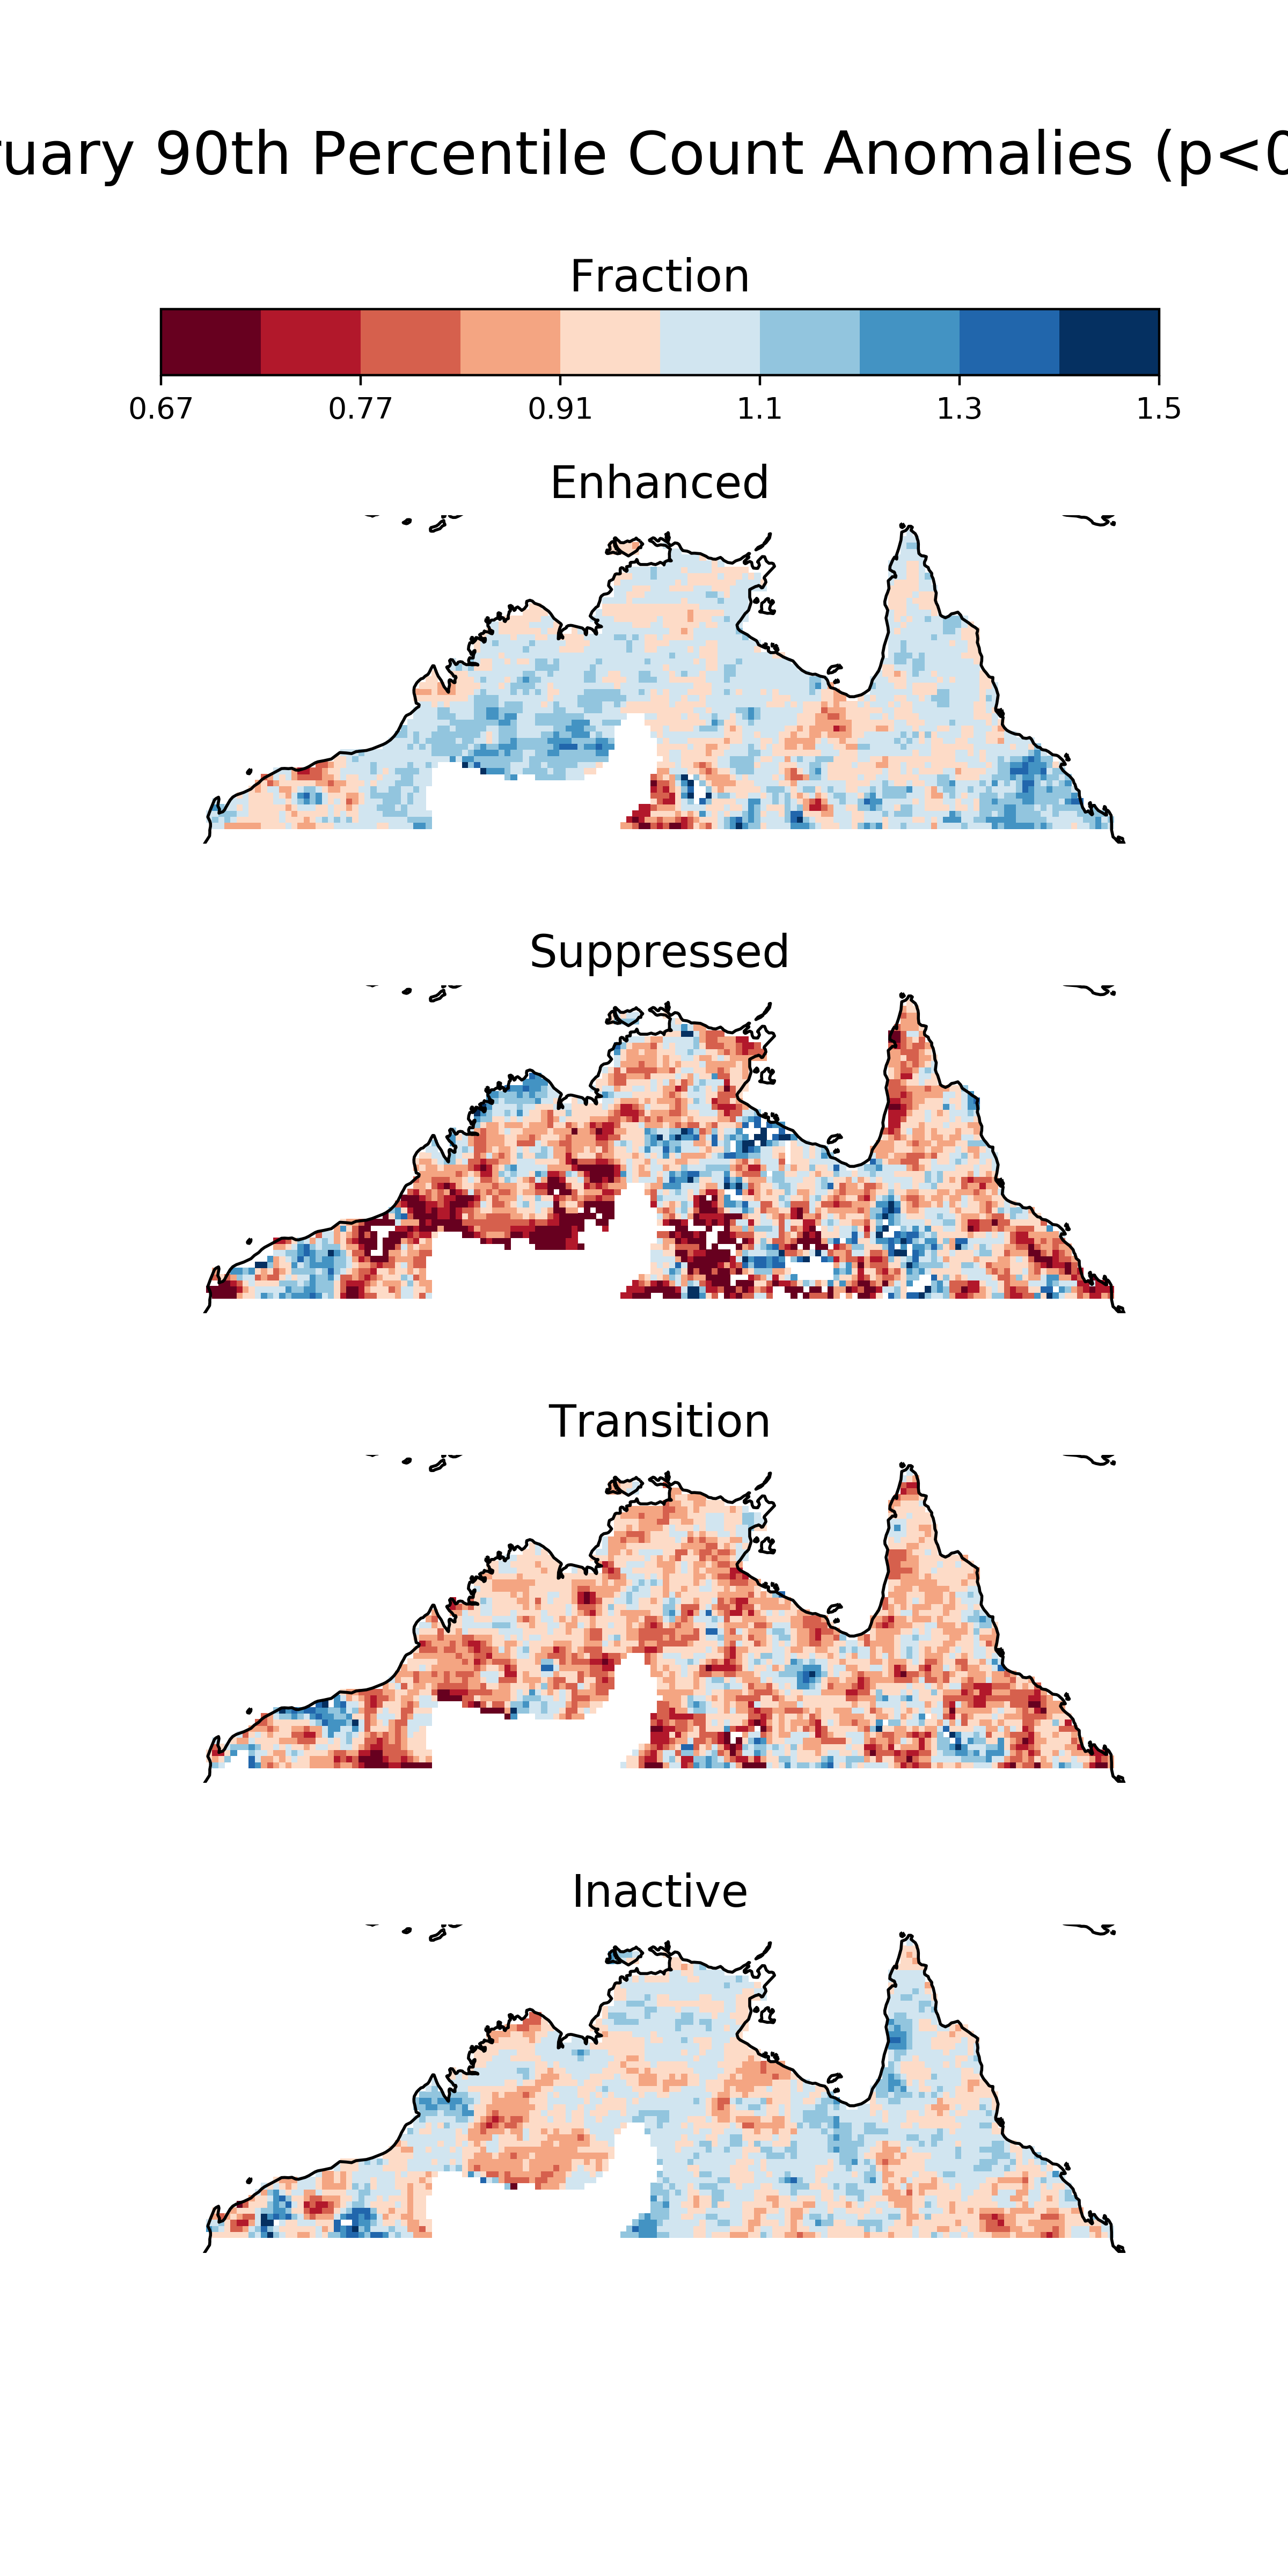 uary 90th Percentile Count Anomalies (p<0
Fraction
0.67 0.77 0.91 1.1 1.3 1.5
Enhanced
Suppressed
Transition
Inactive